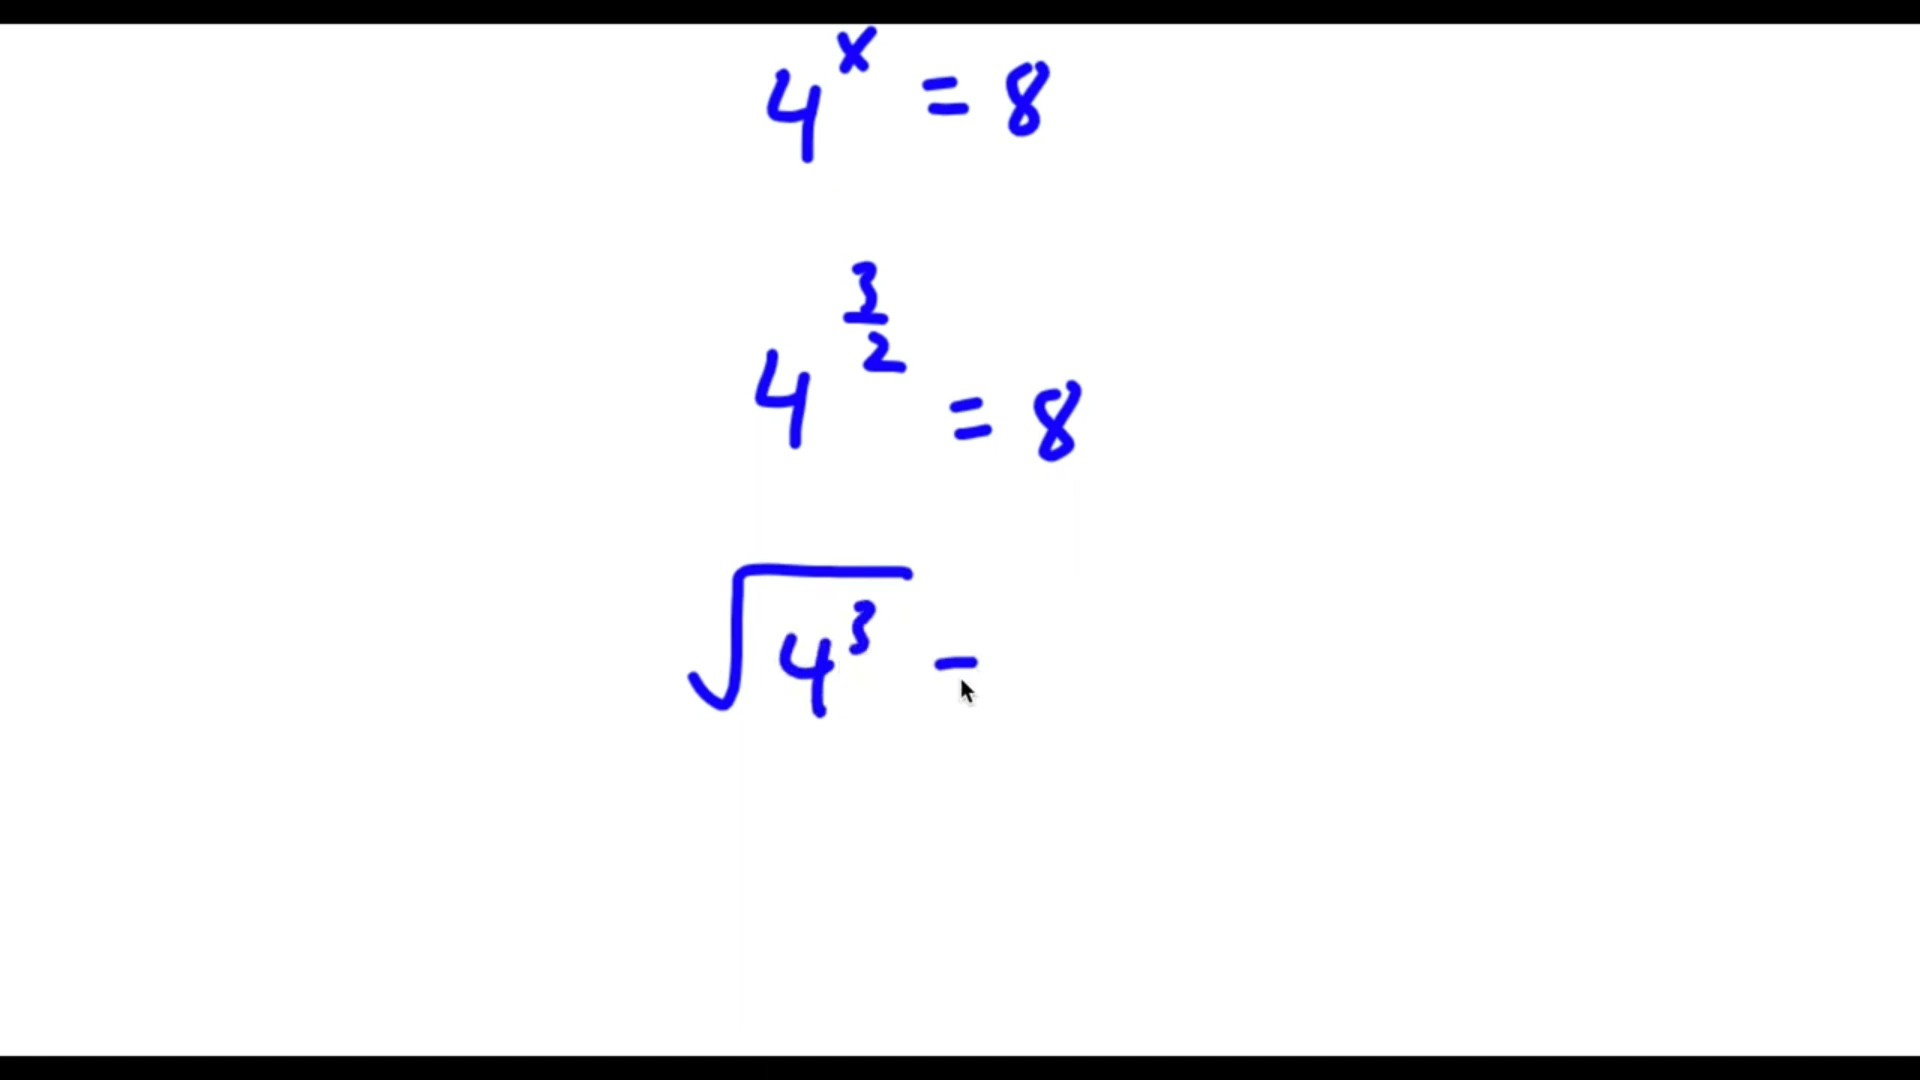 4^x = 8
4^(3/2) = 8
√(4^3) -